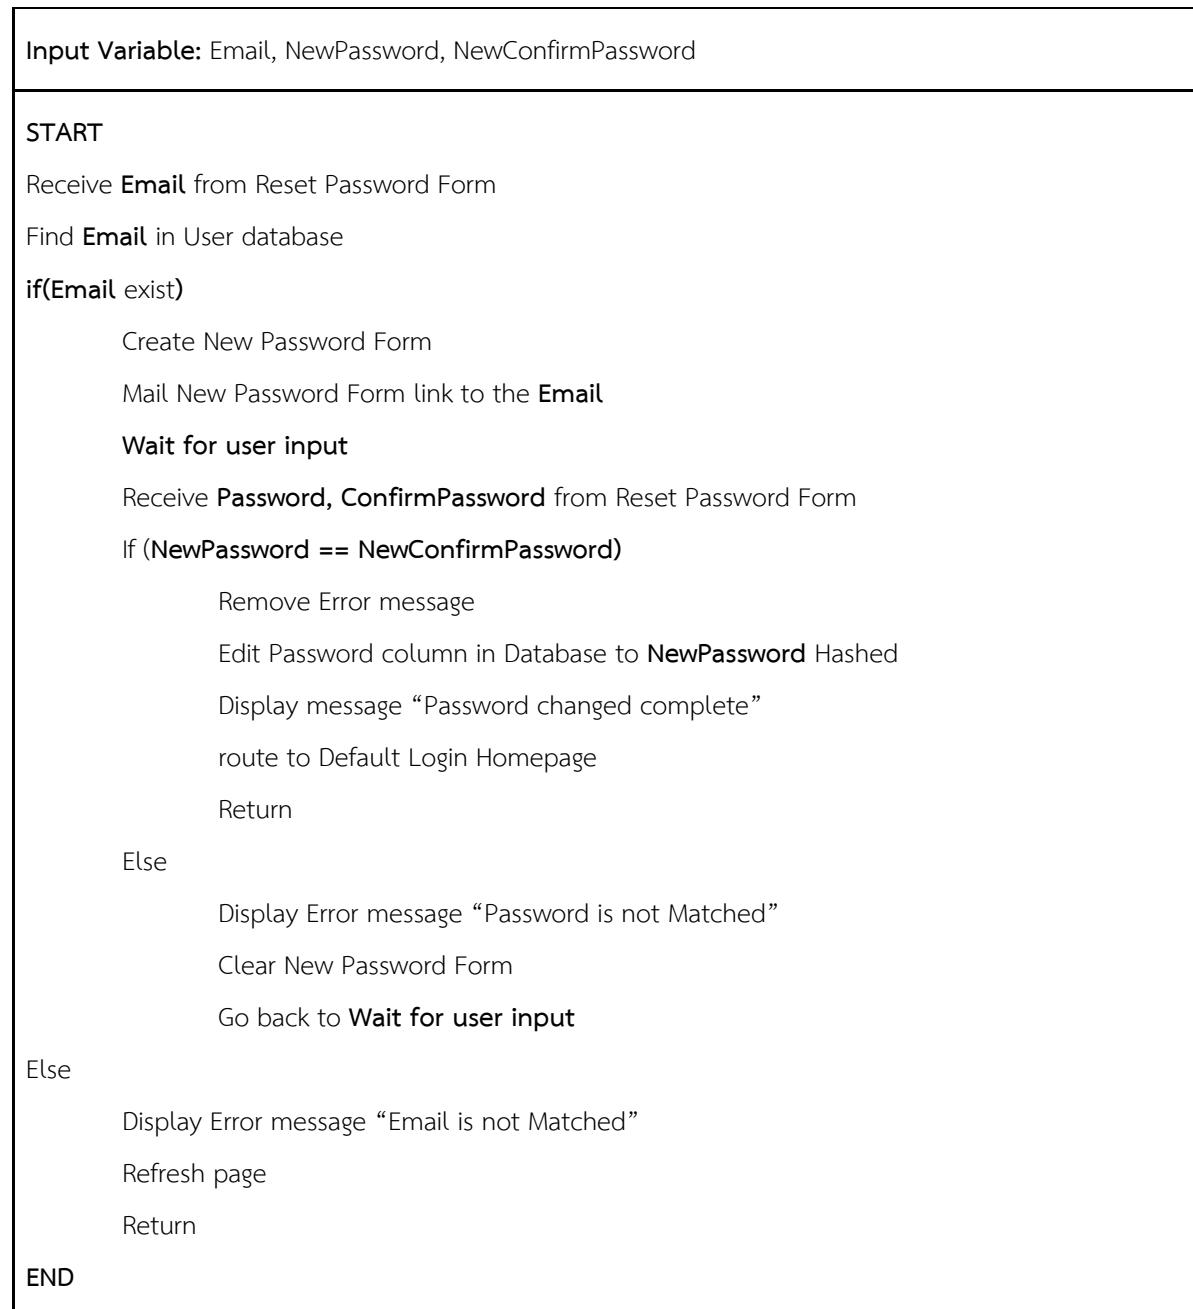 Input Variable: Email, NewPassword, NewConfirmPassword
START
Receive Email from Reset Password Form
Find Email in User database
if(Email exist)
Create New Password Form
Mail New Password Form link to the Email
Wait for user input
Receive Password, ConfirmPassword from Reset Password Form
If (NewPassword == NewConfirmPassword)
Remove Error message
Edit Password column in Database to NewPassword Hashed
Display message “Password changed complete”
route to Default Login Homepage
Return
Else
Display Error message “Password is not Matched”
Clear New Password Form
Go back to Wait for user input
Else
Display Error message “Email is not Matched”
Refresh page
Return
END